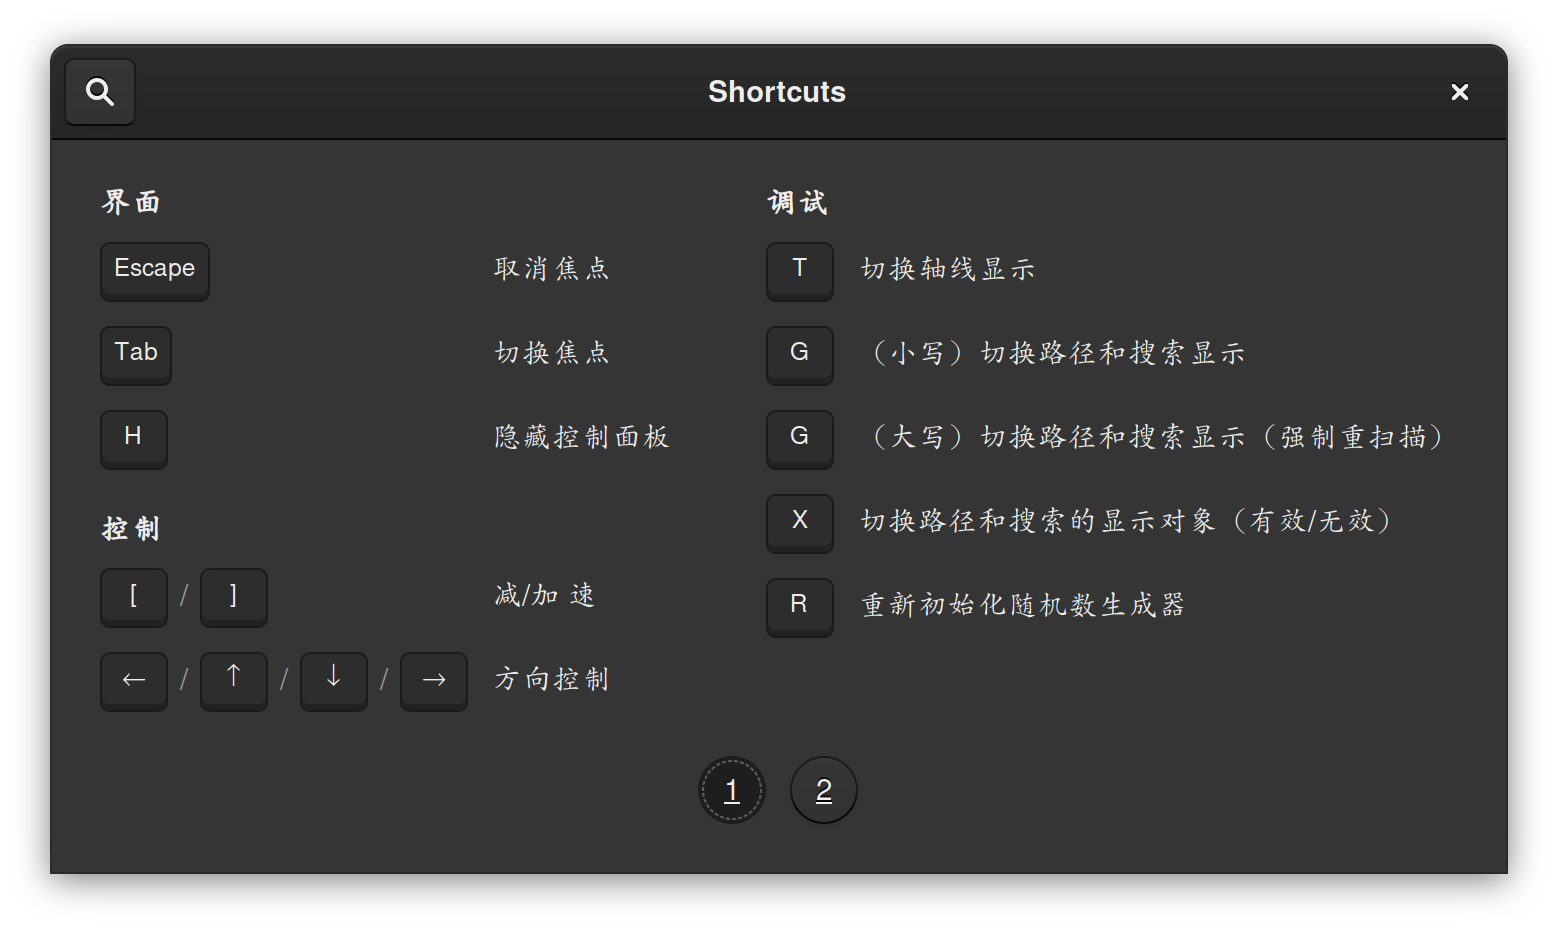 Shortcuts
界面
Escape 取消焦点
Tab 切换焦点
H 隐藏控制面板
控制
[ / ] 减/加 速
← / ↑ / ↓ / → 方向控制
调试
T 切换轴线显示
G （小写）切换路径和搜索显示
G （大写）切换路径和搜索显示（强制重扫描）
X 切换路径和搜索的显示对象（有效/无效）
R 重新初始化随机数生成器
1 2